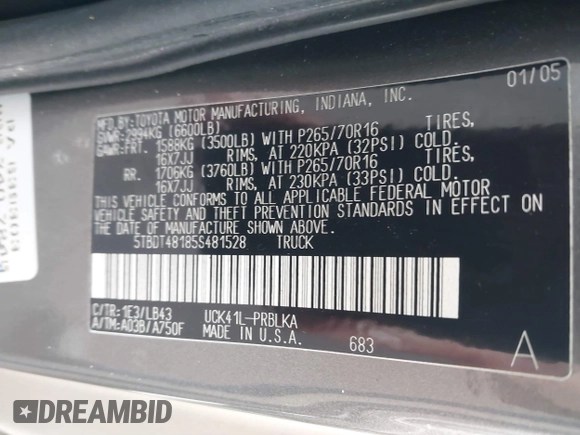 01/05
MFD.BY:TOYOTA MOTOR MANUFACTURING, INDIANA, INC.
GVWR: 2994KG (6600LB)
GAWR:FRT. 1588KG (3500LB) WITH P265/70R16 TIRES,
16X7JJ RIMS, AT 220KPA (32PSI) COLD.
RR. 1706KG (3760LB) WITH P265/70R16 TIRES,
16X7JJ RIMS, AT 230KPA (33PSI) COLD.
THIS VEHICLE CONFORMS TO ALL APPLICABLE FEDERAL MOTOR
VEHICLE SAFETY AND THEFT PREVENTION STANDARDS IN EFFECT ON
THE DATE OF MANUFACTURE SHOWN ABOVE.
5TBDT48185S481528 TRUCK
C/TR: 1E3/LB43 UCK41L-PRBLKA
A/TM: A03B/A750F MADE IN U.S.A. 683 A
DREAMBID